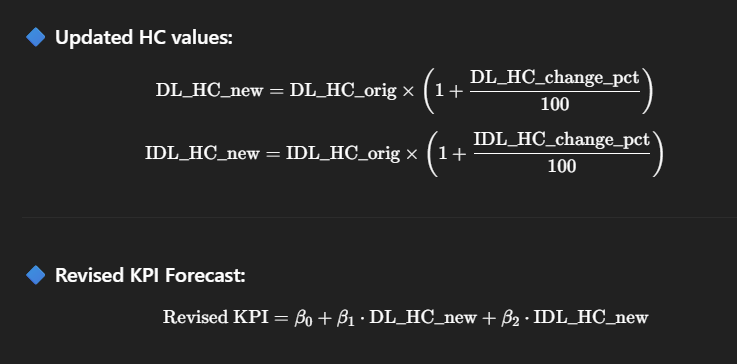 Updated HC values:
DL_HC_new = DL_HC_orig × (1 + DL_HC_change_pct / 100)
IDL_HC_new = IDL_HC_orig × (1 + IDL_HC_change_pct / 100)
Revised KPI Forecast:
Revised KPI = β₀ + β₁ · DL_HC_new + β₂ · IDL_HC_new